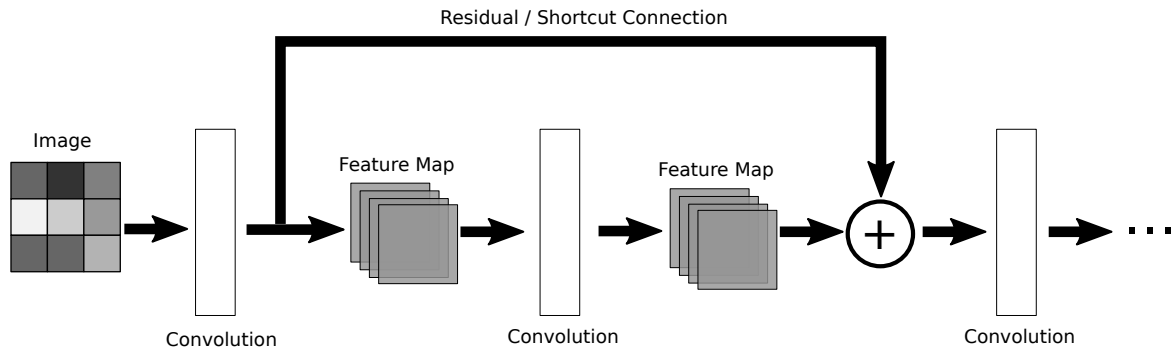 Residual / Shortcut Connection
Image
Feature Map
Feature Map
Convolution
Convolution
Convolution